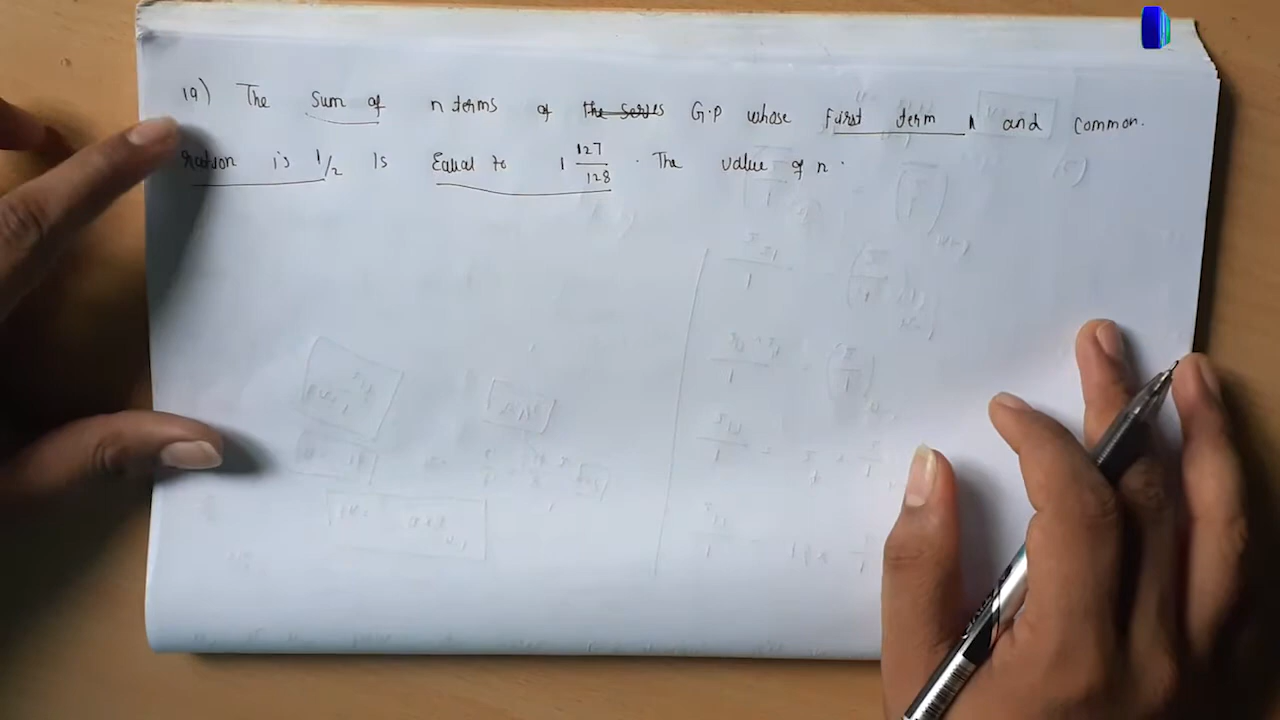 19) The sum of n terms of the series G.P whose first term 1 and common.
ration is 1/2 Is Equal to 1 127/128 . The value of n.